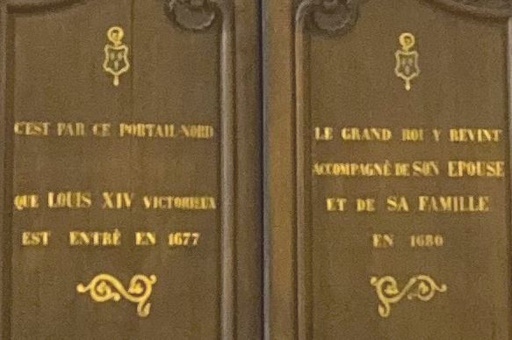 C'EST PAR CE PORTAIL-NORD
QUE LOUIS XIV VICTORIEUX
EST ENTRÉ EN 1677
LE GRAND ROI Y REVINT
ACCOMPAGNÉ DE SON EPOUSE
ET DE SA FAMILLE
EN 1680